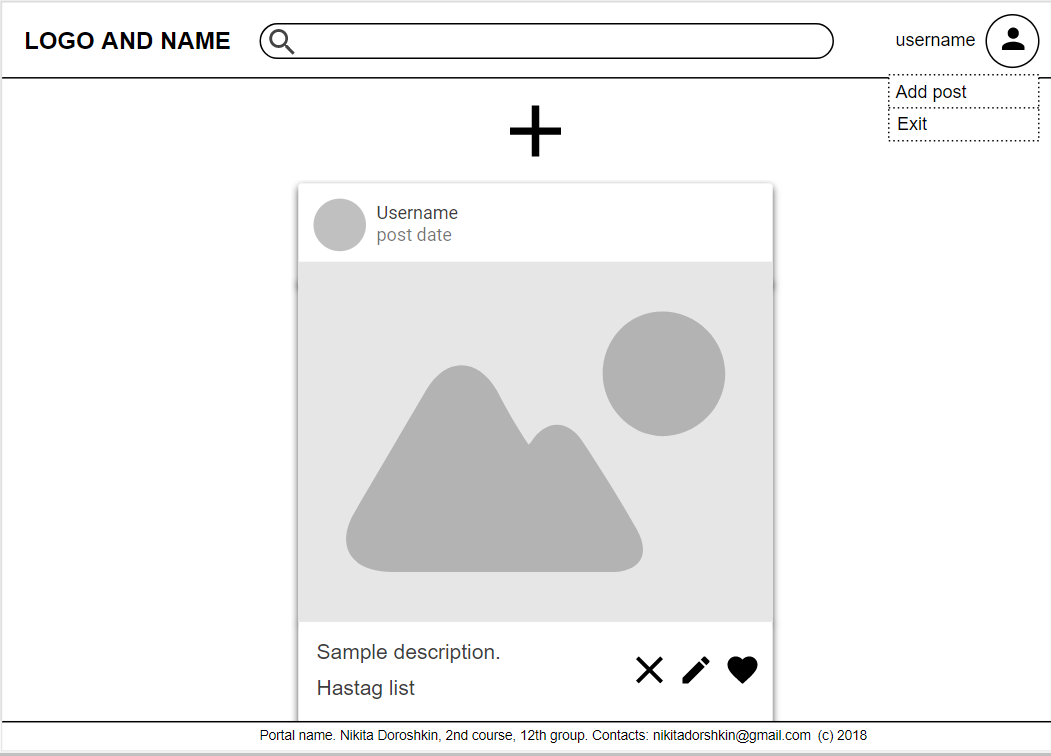 LOGO AND NAME
username
Add post
Exit
Username
post date
Sample description.
Hastag list
Portal name. Nikita Doroshkin, 2nd course, 12th group. Contacts: nikitadorshkin@gmail.com (c) 2018